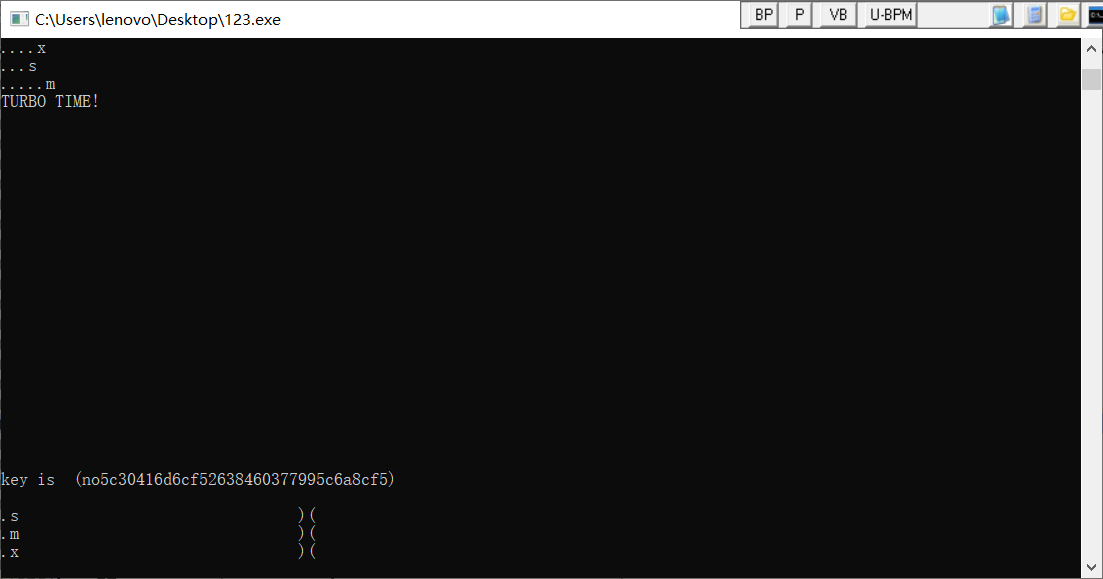 C:\Users\lenovo\Desktop\123.exe
BP P VB U-BPM
....x
...s
.....m
TURBO TIME!
key is (no5c30416d6cf52638460377995c6a8cf5)
.s )(
.m )(
.x )(